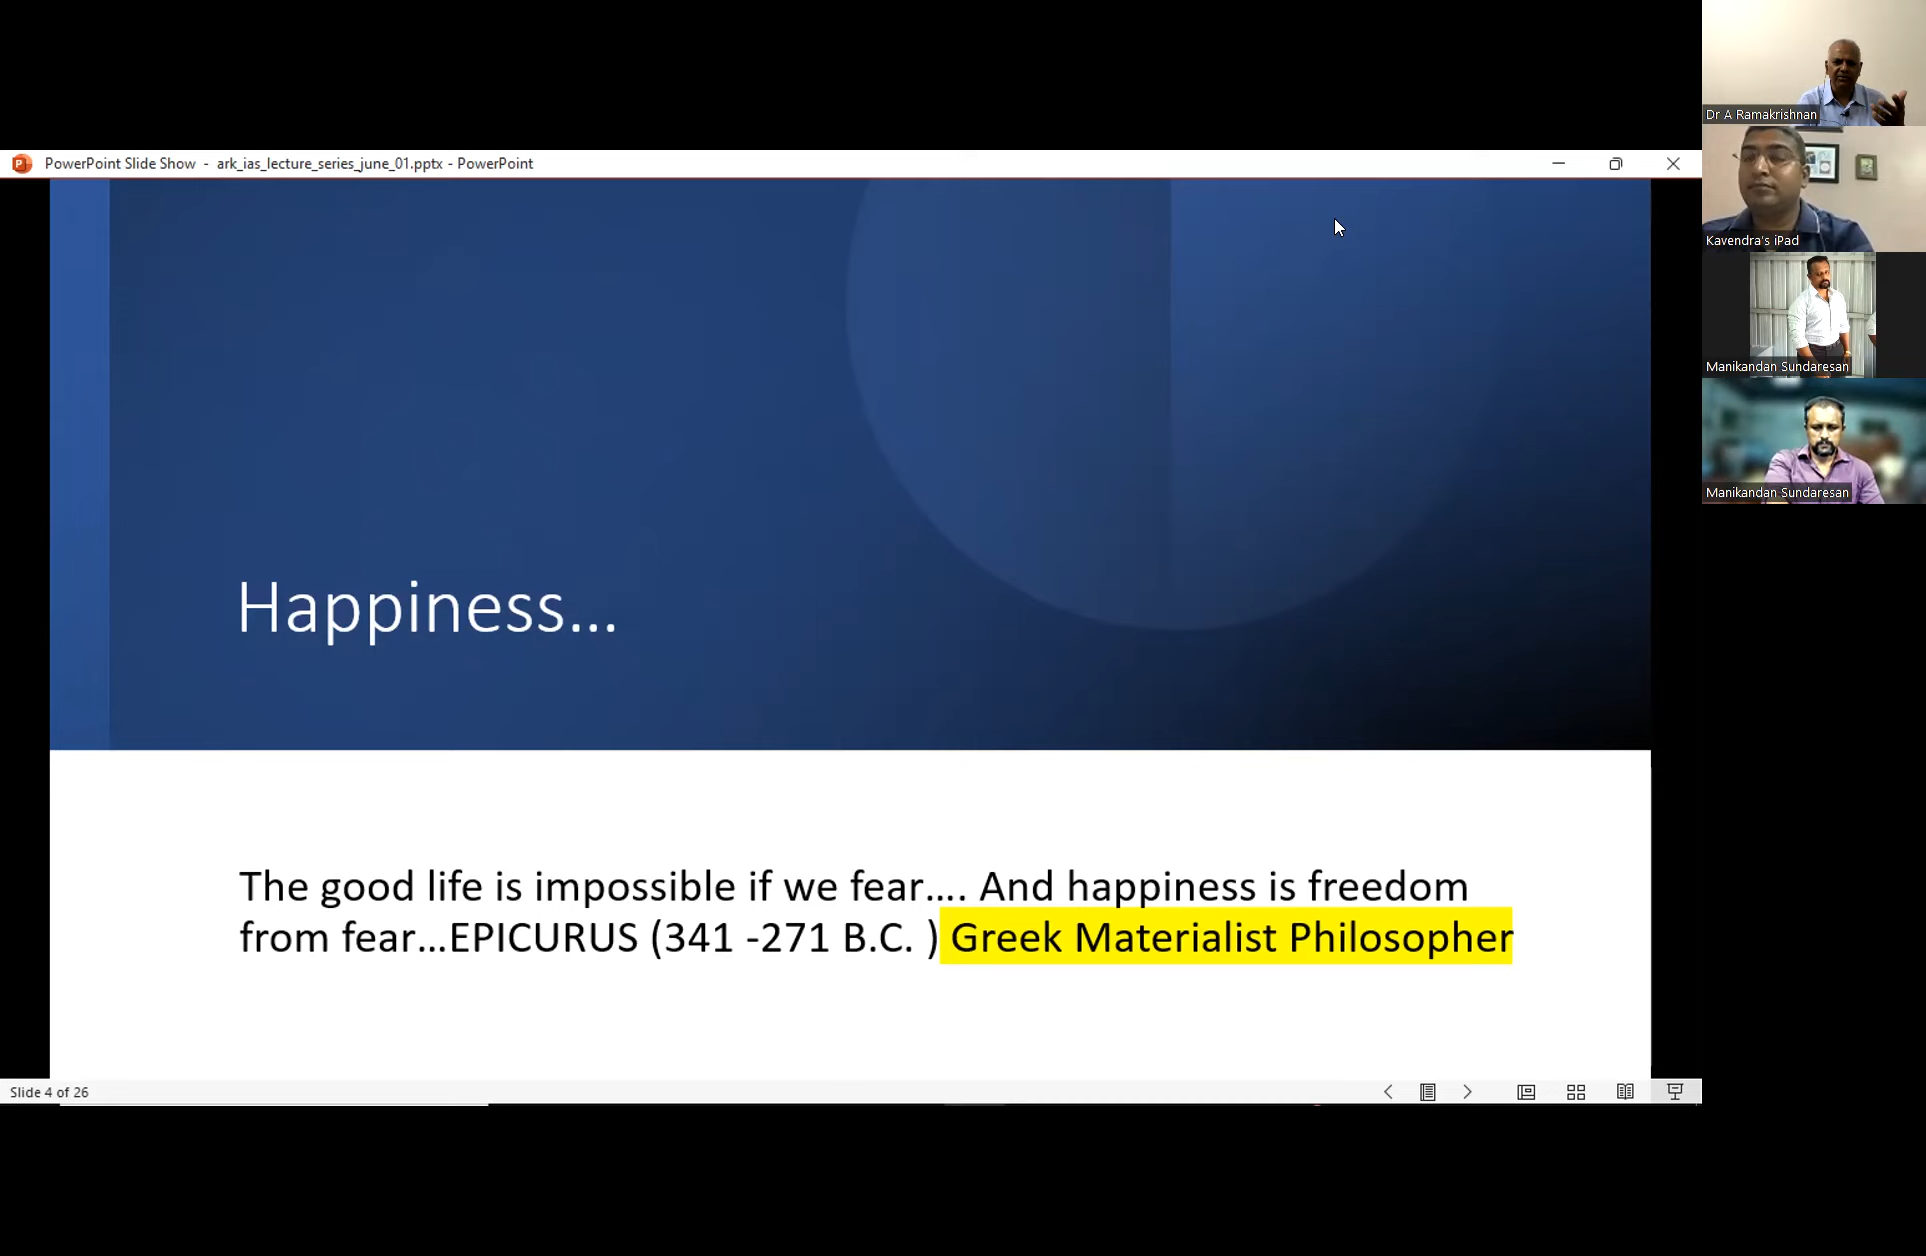 PowerPoint Slide Show - ark_ias_lecture_series_june_01.pptx - PowerPoint
Happiness...
The good life is impossible if we fear.... And happiness is freedom
from fear...EPICURUS (341 -271 B.C. ) Greek Materialist Philosopher
Slide 4 of 26
Dr A Ramakrishnan
Kavendra's iPad
Manikandan Sundaresan
Manikandan Sundaresan